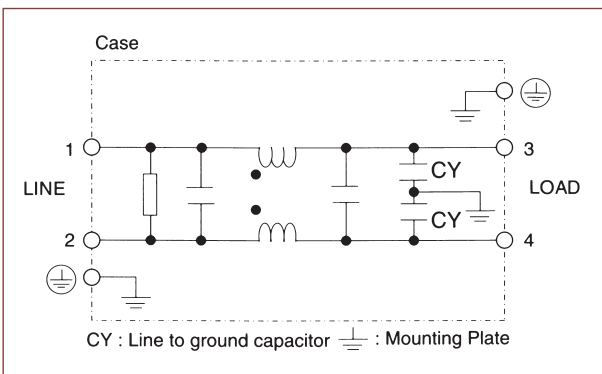 Case
1
3
CY
LINE
LOAD
CY
2
4
CY : Line to ground capacitor : Mounting Plate